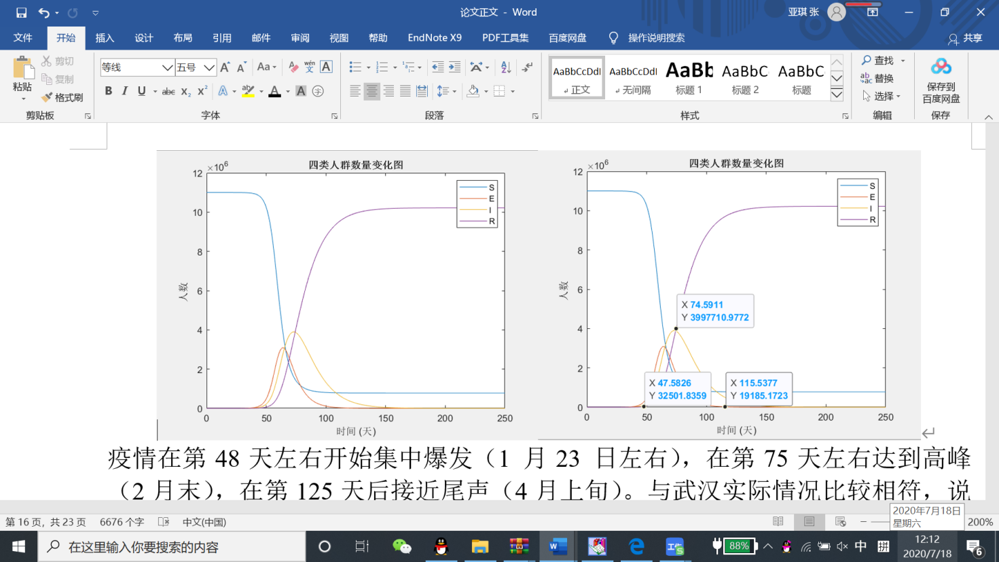 论文正文 - Word
亚琪 张
文件 开始 插入 设计 布局 引用 邮件 审阅 视图 帮助 EndNote X9 PDF工具集 百度网盘 操作说明搜索 共享
剪切
复制
格式刷
粘贴
剪贴板
等线 五号
字体
段落
AaBbCcDdI AaBbCcDdI AaBb AaBbC AaBbC
正文 无间隔 标题 1 标题 2 标题
样式
查找
替换
选择
编辑
保存到
百度网盘
保存
四类人群数量变化图
×10⁶
12
10
8
6
4
2
0
人数
0 50 100 150 200 250
时间 (天)
S
E
I
R
四类人群数量变化图
×10⁶
12
10
8
6
4
2
0
人数
X 74.5911
Y 3997710.9772
X 47.5826
Y 32501.8359
X 115.5377
Y 19185.1723
0 50 100 150 200 250
时间 (天)
S
E
I
R
疫情在第 48 天左右开始集中爆发（1 月 23 日左右），在第 75 天左右达到高峰
（2 月末），在第 125 天后接近尾声（4 月上旬）。与武汉实际情况比较相符，说
第 16 页，共 23 页 6676 个字 中文(中国)
200%
2020年7月18日
星期六
在这里输入你要搜索的内容
88%
中
拼
12:12
2020/7/18
6